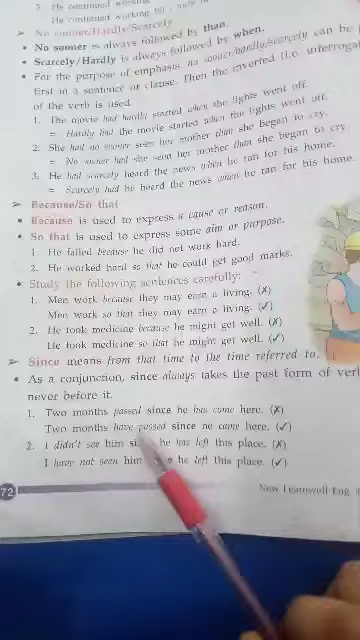 3. He continued working
He continued working
➢ No sooner/Hardly/Scarcely
• No sooner is always followed by than.
• Scarcely/Hardly is always followed by when.
• For the purpose of emphasis no sooner/hardly/scarcely can be
first in a sentence or clause. Then the inverted (i.e. interrogat
of the verb is used.
1. The movie had hardly started when the lights went off.
= Hardly had the movie started when the lights went off.
2. She had no sooner seen her mother than she began to cry.
= No sooner had she seen her mother than she began to cry.
3. He had scarcely heard the news when he ran for his home.
= Scarcely had he heard the news when he ran for his home.
➢ Because/So that
• Because is used to express a cause or reason.
• So that is used to express some aim or purpose.
1. He failed because he did not work hard.
2. He worked hard so that he could get good marks.
• Study the following sentences carefully:
1. Men work because they may earn a living. (✗)
Men work so that they may earn a living. (✓)
2. He took medicine because he might get well. (✗)
He took medicine so that he might get well. (✓)
➢ Since means from that time to the time referred to.
• As a conjunction, since always takes the past form of ver
never before it.
1. Two months passed since he has come here. (✗)
Two months have passed since he came here. (✓)
2. I didn't see him si he has left this place. (✗)
I have not seen him e he left this place. (✓)
72
New Learnwell Eng.